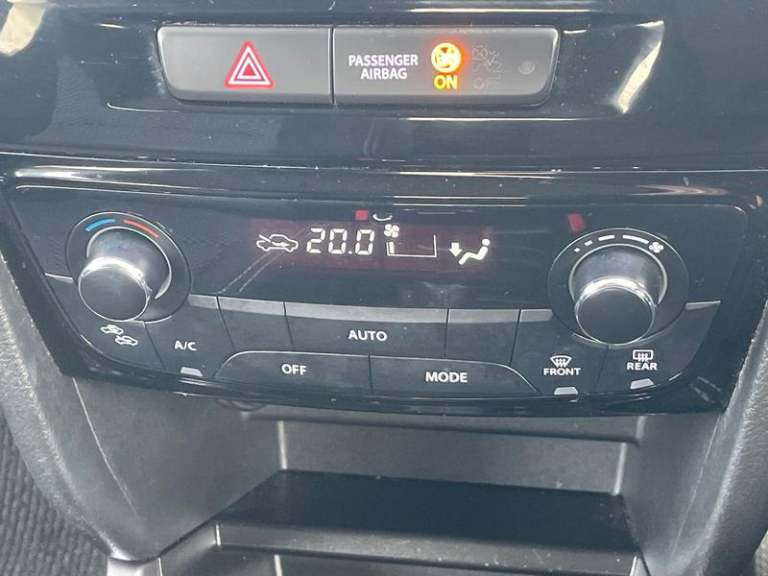 PASSENGER
AIRBAG
ON
20.0
A/C
AUTO
OFF
MODE
FRONT
REAR